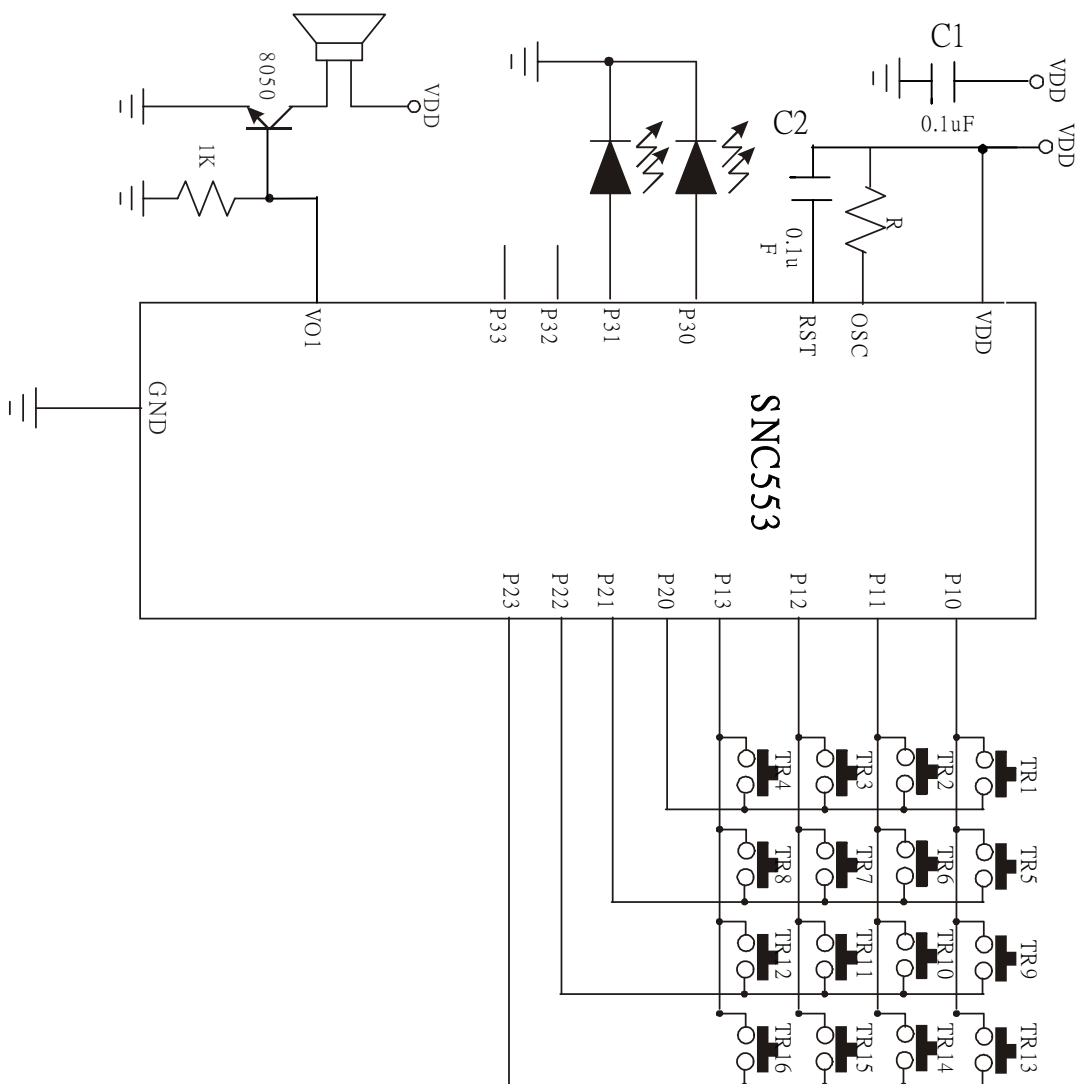 C1
VDD
0.1uF
VDD
C2
8050
VDD
1K
R
0.1u
F
VO1
P33
P32
P31
P30
RST
OSC
VDD
GND
SNC553
P23
P22
P21
P20
P13
P12
P11
P10
TR4
TR3
TR2
TR1
TR8
TR7
TR6
TR5
TR12
TR11
TR10
TR9
TR16
TR15
TR14
TR13